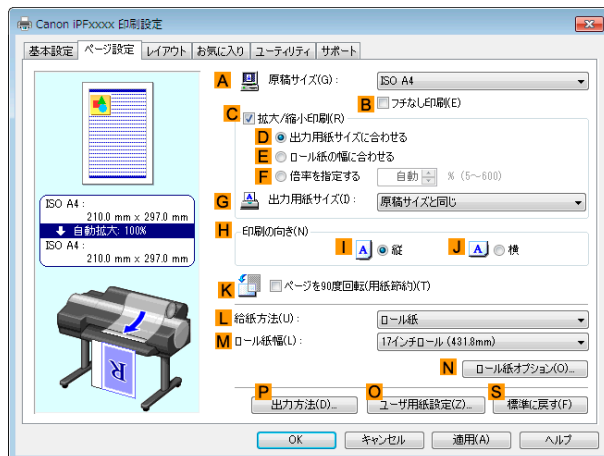 Canon iPFxxxx 印刷設定
基本設定 ページ設定 レイアウト お気に入り ユーティリティ サポート
A 原稿サイズ(G): ISO A4
B フチなし印刷(E)
C 拡大/縮小印刷(R)
D 出力用紙サイズに合わせる
E ロール紙の幅に合わせる
F 倍率を指定する 自動 % (5～600)
G 出力用紙サイズ(I): 原稿サイズと同じ
H 印刷の向き(N)
I A 縦 J A 横
K ページを90度回転(用紙節約)(T)
L 給紙方法(U): ロール紙
M ロール紙幅(L): 17インチロール (431.8mm)
N ロール紙オプション(O)...
P 出力方法(D)... O ユーザ用紙設定(Z)... S 標準に戻す(F)
ISO A4 :
210.0 mm x 297.0 mm
自動拡大: 100%
ISO A4 :
210.0 mm x 297.0 mm
R
OK キャンセル 適用(A) ヘルプ